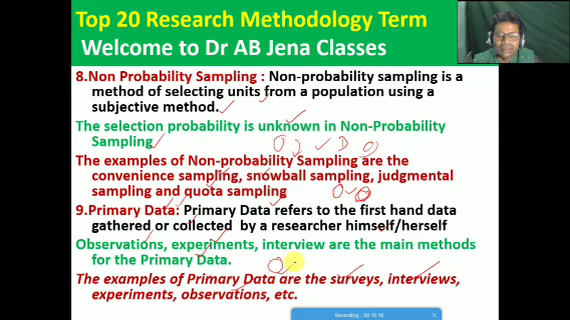 Top 20 Research Methodology Term
Welcome to Dr AB Jena Classes
8.Non Probability Sampling : Non-probability sampling is a
method of selecting units from a population using a
subjective method.
The selection probability is unknown in Non-Probability
Sampling
The examples of Non-probability Sampling are the
convenience sampling, snowball sampling, judgmental
sampling and quota sampling
9.Primary Data: Primary Data refers to the first hand data
gathered or collected by a researcher himself/herself
Observations, experiments, interview are the main methods
for the Primary Data.
The examples of Primary Data are the surveys, interviews,
experiments, observations, etc.
Recording... 00:10:16